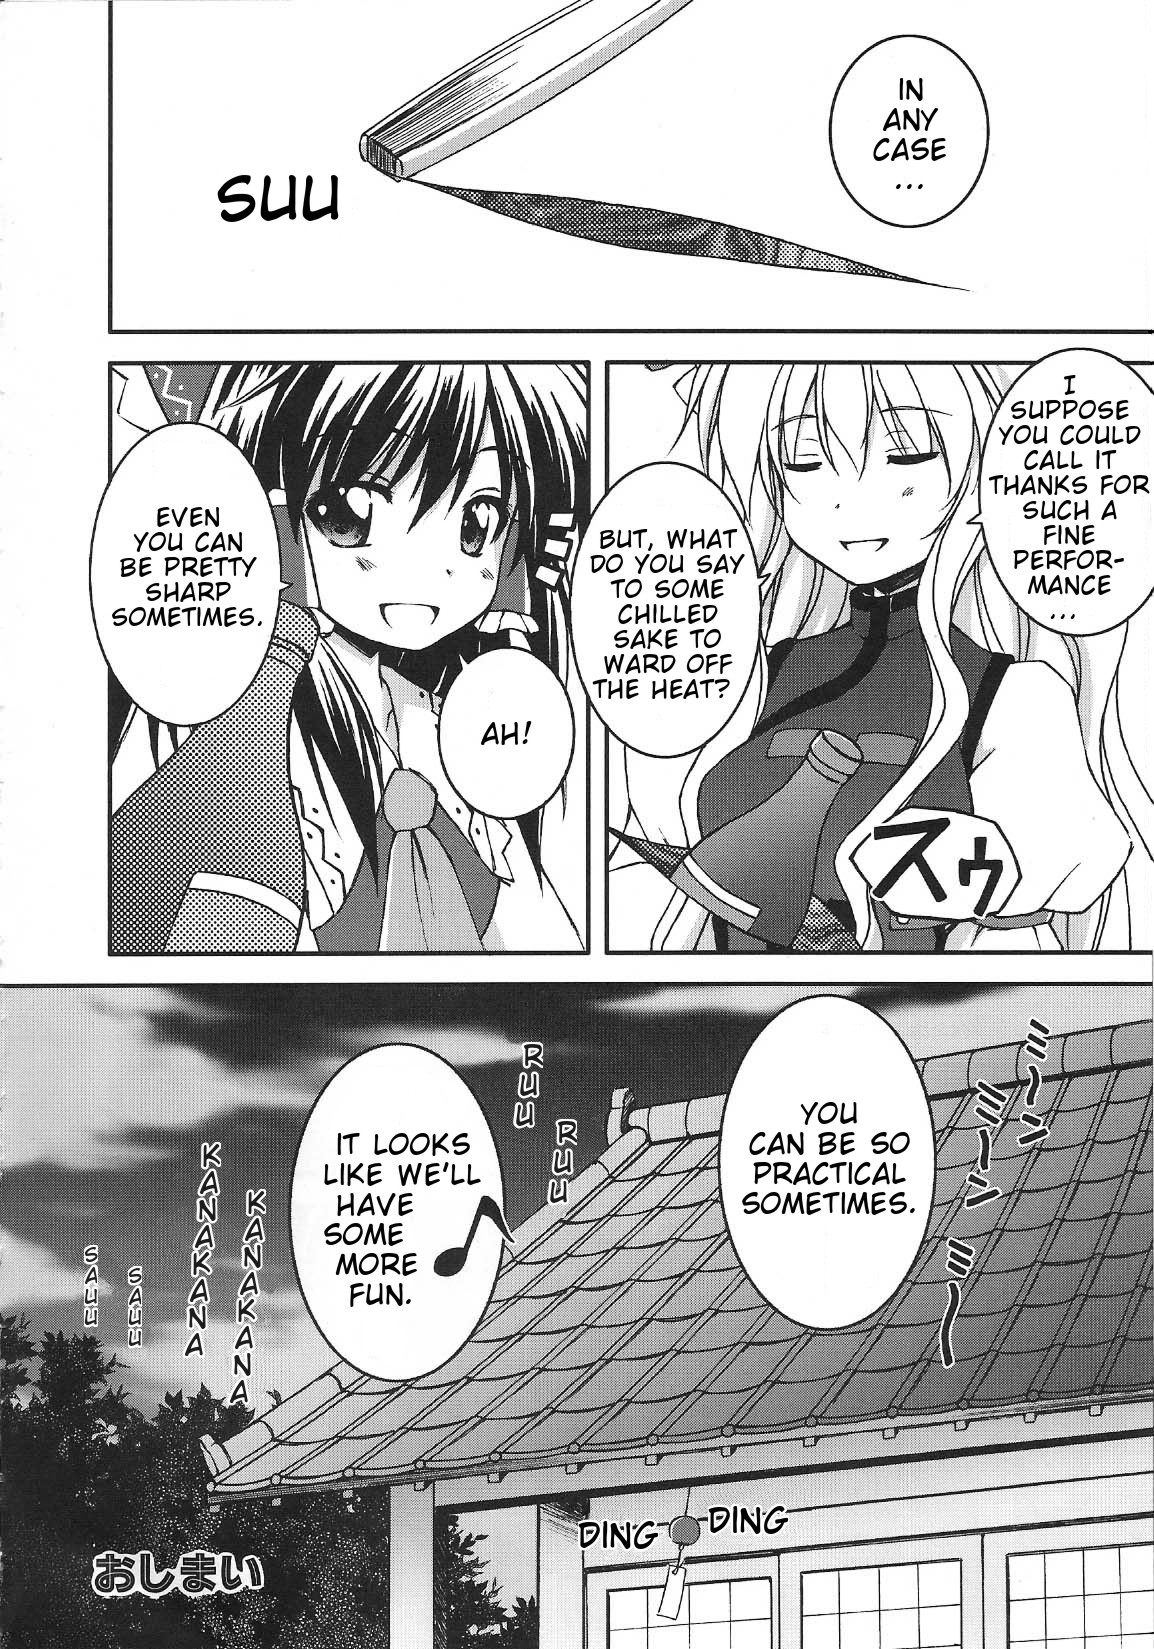 IN
ANY
CASE
...
SUU
I
SUPPOSE
YOU COULD
CALL IT
THANKS FOR
SUCH A
FINE
PERFOR-
MANCE
...
BUT, WHAT
DO YOU SAY
TO SOME
CHILLED
SAKE TO
WARD OFF
THE HEAT?
スゥ
AH!
EVEN
YOU CAN
BE PRETTY
SHARP
SOMETIMES.
ミーンミーンミーン
YOU
CAN BE SO
PRACTICAL
SOMETIMES.
IT LOOKS
LIKE WE'LL
HAVE
SOME
MORE
FUN.
RUU
RUU
KANAKANA
KANAKANA
SAUU
SAUU
DING
DING
おしまい